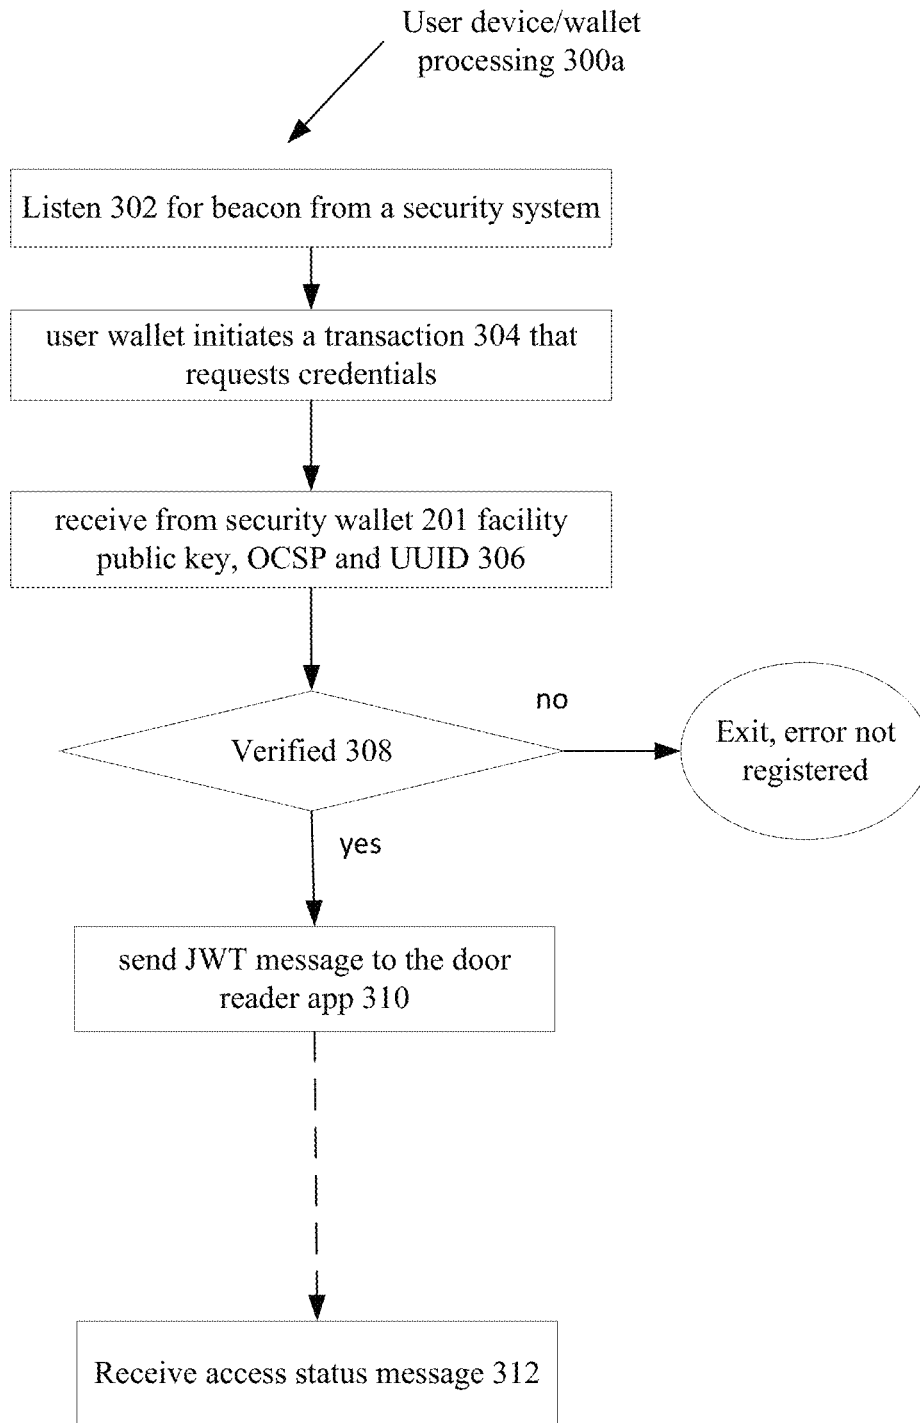 User device/wallet
processing 300a
Listen 302 for beacon from a security system
user wallet initiates a transaction 304 that
requests credentials
receive from security wallet 201 facility
public key, OCSP and UUID 306
Verified 308
no
Exit, error not
registered
yes
send JWT message to the door
reader app 310
Receive access status message 312